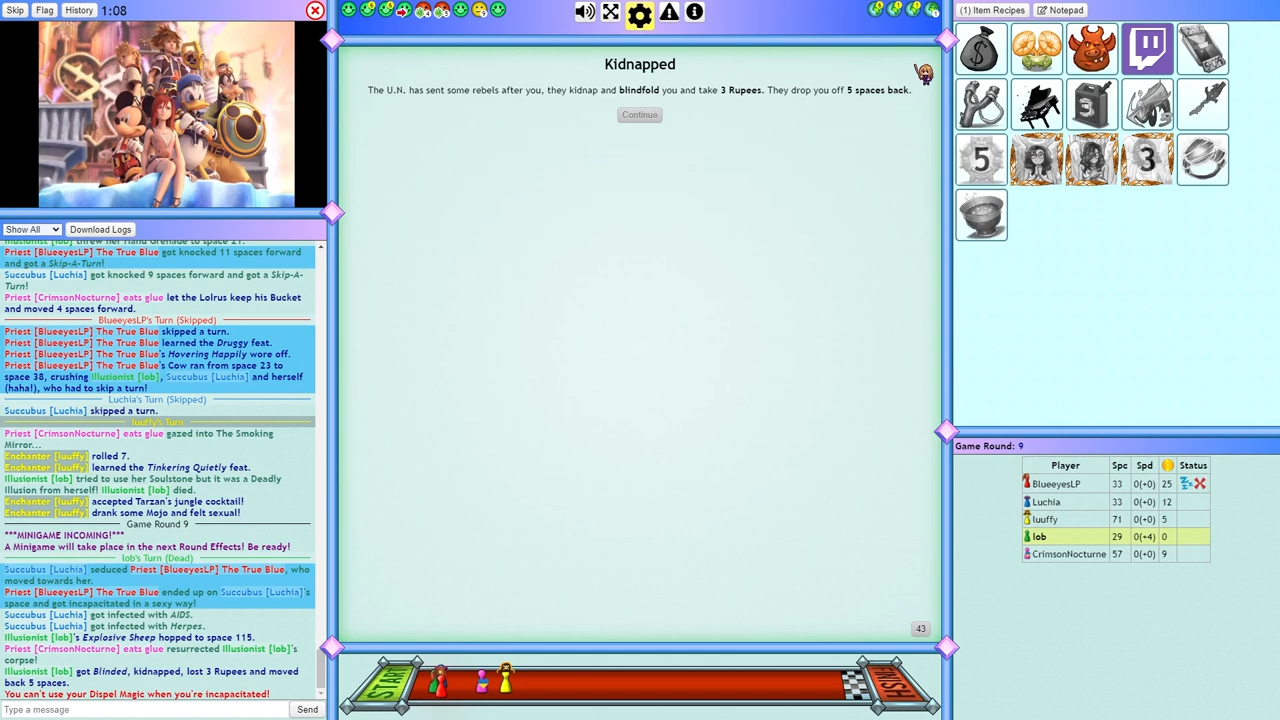 Skip Flag History 1:08
Show All Download Logs
Illusionist [lob] threw her Hand Grenade to space 21.
Priest [BlueeyesLP] The True Blue got knocked 11 spaces forward
and got a Skip-A-Turn!
Succubus [Luchia] got knocked 9 spaces forward and got a Skip-A-
Turn!
Priest [CrimsonNocturne] eats glue let the Lolrus keep his Bucket
and moved 4 spaces forward.
BlueeyesLP's Turn (Skipped)
Priest [BlueeyesLP] The True Blue skipped a turn.
Priest [BlueeyesLP] The True Blue learned the Druggy feat.
Priest [BlueeyesLP] The True Blue's Hovering Happily wore off.
Priest [BlueeyesLP] The True Blue's Cow ran from space 23 to
space 38, crushing Illusionist [lob], Succubus [Luchia] and herself
(haha!), who had to skip a turn!
Luchia's Turn (Skipped)
Succubus [Luchia] skipped a turn.
luuffy's Turn
Priest [CrimsonNocturne] eats glue gazed into The Smoking
Mirror...
Enchanter [luuffy] rolled 7.
Enchanter [luuffy] learned the Tinkering Quietly feat.
Illusionist [lob] tried to use her Soulstone but it was a Deadly
Illusion from herself! Illusionist [lob] died.
Enchanter [luuffy] accepted Tarzan's jungle cocktail!
Enchanter [luuffy] drank some Mojo and felt sexual!
Game Round 9
***MINIGAME INCOMING!***
A Minigame will take place in the next Round Effects! Be ready!
lob's Turn (Dead)
Succubus [Luchia] seduced Priest [BlueeyesLP] The True Blue, who
moved towards her.
Priest [BlueeyesLP] The True Blue ended up on Succubus [Luchia]'s
space and got incapacitated in a sexy way!
Succubus [Luchia] got infected with AIDS.
Succubus [Luchia] got infected with Herpes.
Illusionist [lob]'s Explosive Sheep hopped to space 115.
Priest [CrimsonNocturne] eats glue resurrected Illusionist [lob]'s
corpse!
Illusionist [lob] got Blinded, kidnapped, lost 3 Rupees and moved
back 5 spaces.
You can't use your Dispel Magic when you're incapacitated!
Type a message Send
Kidnapped
The U.N. has sent some rebels after you, they kidnap and blindfold you and take 3 Rupees. They drop you off 5 spaces back.
Continue
43
START
FINISH
(1) Item Recipes Notepad
$
3
5 3
Game Round: 9
Player Spc Spd Status
BlueeyesLP 33 0(+0) 25
Luchia 33 0(+0) 12
luuffy 71 0(+0) 5
lob 29 0(+4) 0
CrimsonNocturne 57 0(+0) 9